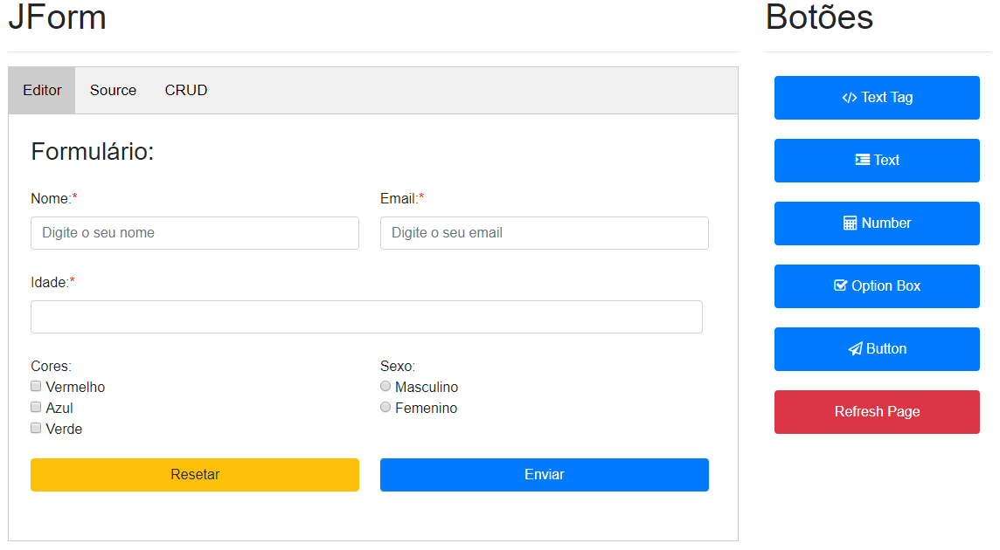 JForm
Editor Source CRUD
Formulário:
Nome:* Email:*
Digite o seu nome Digite o seu email
Idade:*
Cores: Sexo:
Vermelho Masculino
Azul Femenino
Verde
Resetar Enviar
Botões
</> Text Tag
Text
Number
Option Box
Button
Refresh Page